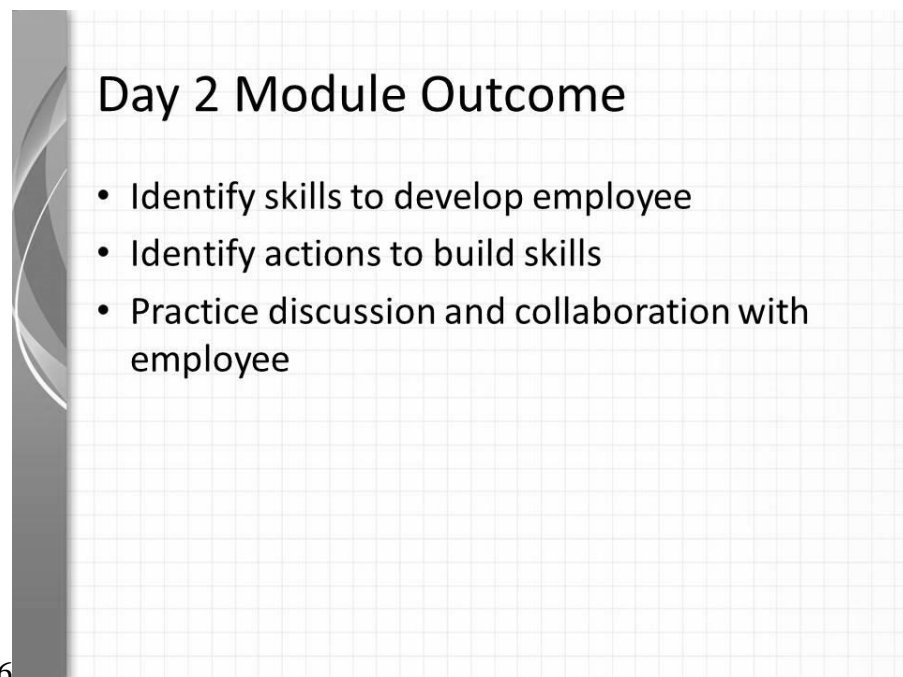 Day 2 Module Outcome
• Identify skills to develop employee
• Identify actions to build skills
• Practice discussion and collaboration with
employee
6